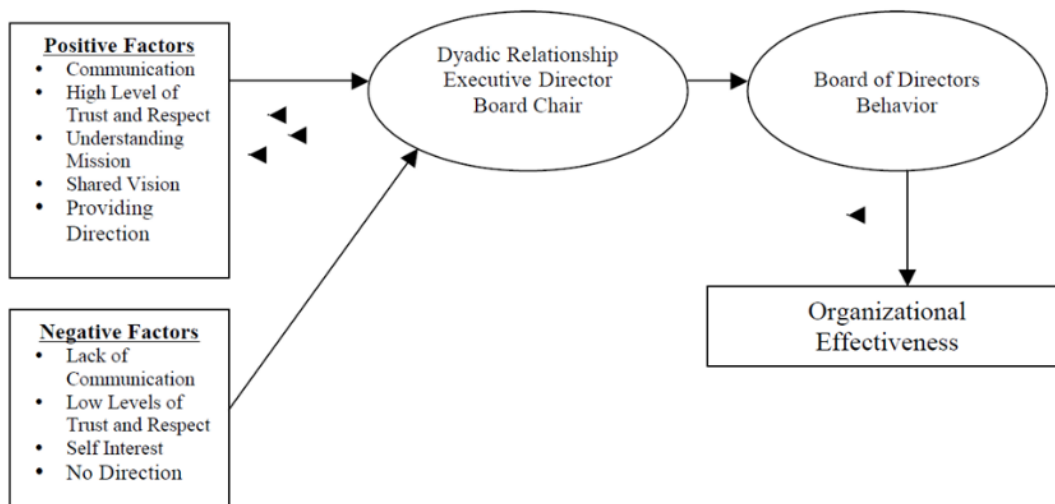 Positive Factors
• Communication
• High Level of
Trust and Respect
• Understanding
Mission
• Shared Vision
• Providing
Direction
Negative Factors
• Lack of
Communication
• Low Levels of
Trust and Respect
• Self Interest
• No Direction
Dyadic Relationship
Executive Director
Board Chair
Board of Directors
Behavior
Organizational
Effectiveness